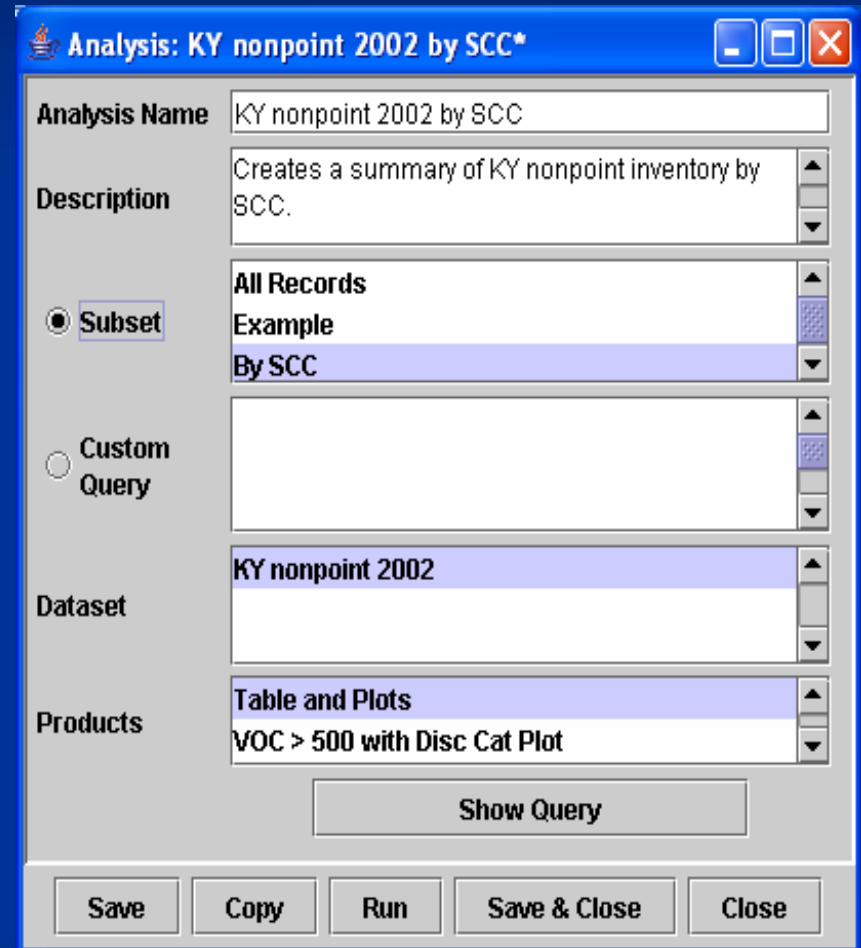 Analysis: KY nonpoint 2002 by SCC*
Analysis Name
KY nonpoint 2002 by SCC
Description
Creates a summary of KY nonpoint inventory by
SCC.
Subset
All Records
Example
By SCC
Custom
Query
Dataset
KY nonpoint 2002
Products
Table and Plots
VOC > 500 with Disc Cat Plot
Show Query
Save
Copy
Run
Save & Close
Close